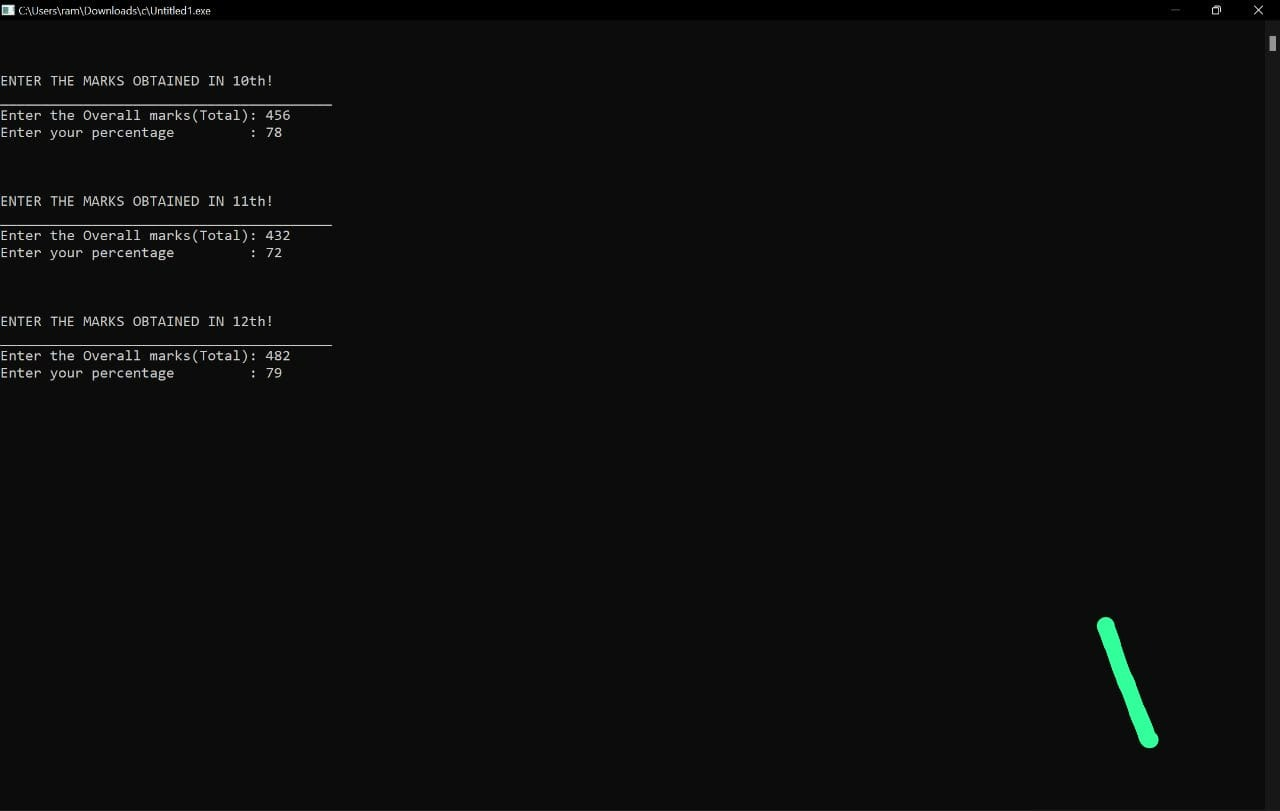 C:\Users\ram\Downloads\c\Untitled1.exe
ENTER THE MARKS OBTAINED IN 10th!
Enter the Overall marks(Total): 456
Enter your percentage         : 78
ENTER THE MARKS OBTAINED IN 11th!
Enter the Overall marks(Total): 432
Enter your percentage         : 72
ENTER THE MARKS OBTAINED IN 12th!
Enter the Overall marks(Total): 482
Enter your percentage         : 79